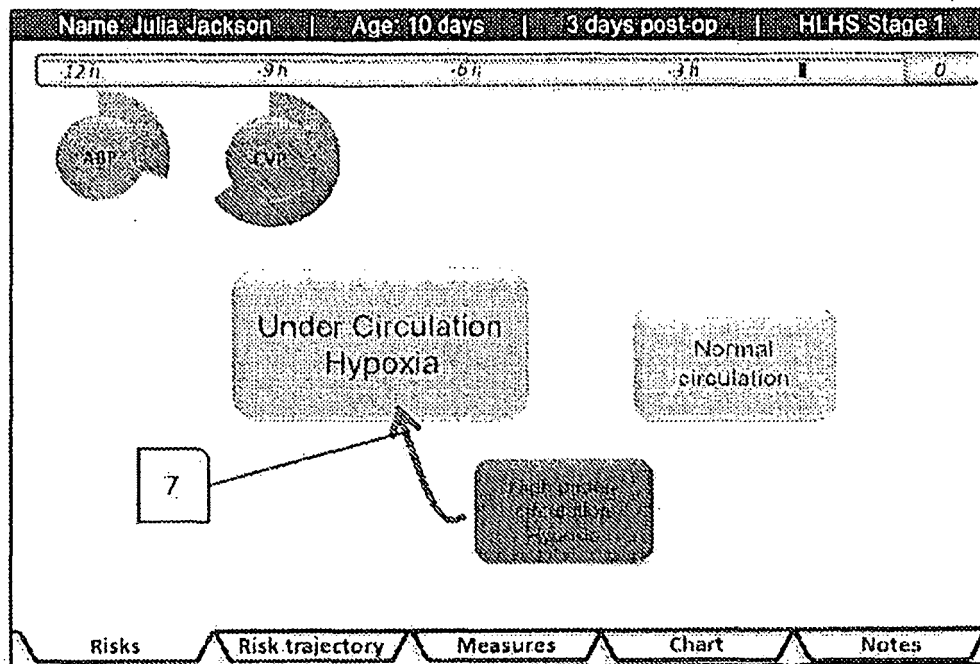 Name: Julia Jackson | Age: 10 days | 3 days post-op | HLHS Stage 1
-12 h -9 h -6 h -3 h 0
ABP CVP
Under Circulation
Hypoxia
Normal
circulation
7
circulation
Risks Risk trajectory Measures Chart Notes